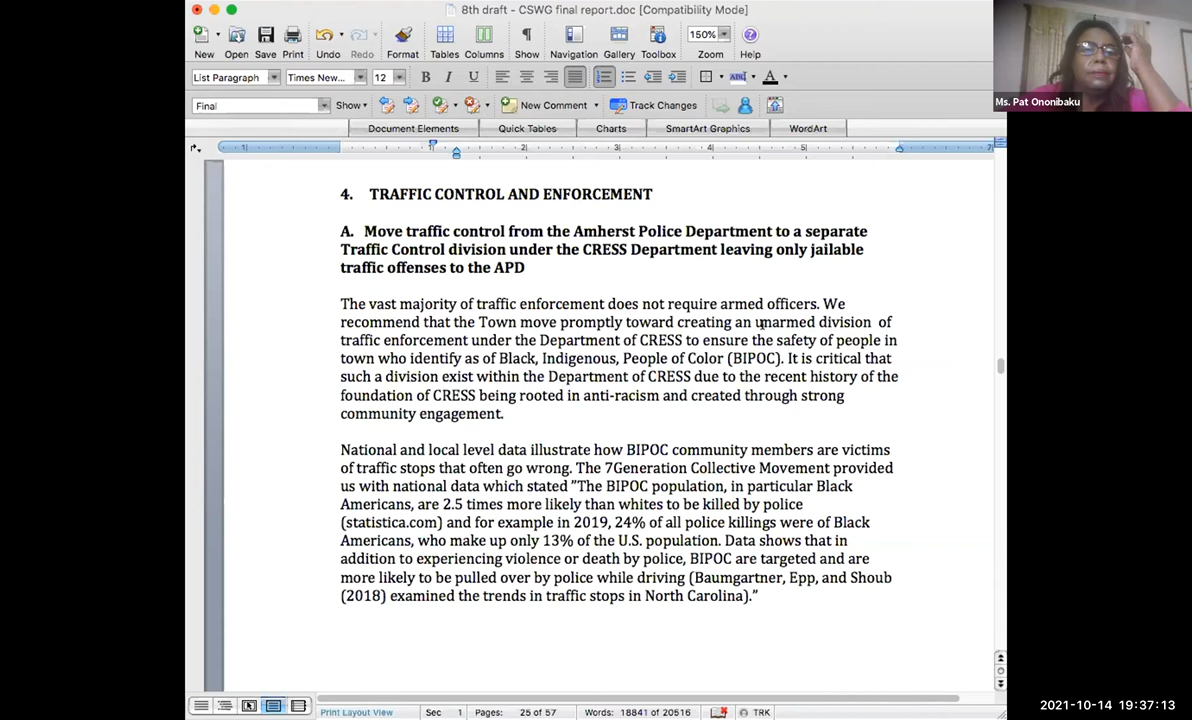 8th draft - CSWG final report.doc [Compatibility Mode]
New Open Save Print Undo Redo Format Tables Columns Show Navigation Gallery Toolbox Zoom Help
150%
List Paragraph Times New... 12 B I U ABC A
Final Show New Comment Track Changes
Document Elements Quick Tables Charts SmartArt Graphics WordArt
1 1 2 3 4 5 7
4. TRAFFIC CONTROL AND ENFORCEMENT
A. Move traffic control from the Amherst Police Department to a separate
Traffic Control division under the CRESS Department leaving only jailable
traffic offenses to the APD
The vast majority of traffic enforcement does not require armed officers. We
recommend that the Town move promptly toward creating an unarmed division of
traffic enforcement under the Department of CRESS to ensure the safety of people in
town who identify as of Black, Indigenous, People of Color (BIPOC). It is critical that
such a division exist within the Department of CRESS due to the recent history of the
foundation of CRESS being rooted in anti-racism and created through strong
community engagement.
National and local level data illustrate how BIPOC community members are victims
of traffic stops that often go wrong. The 7Generation Collective Movement provided
us with national data which stated "The BIPOC population, in particular Black
Americans, are 2.5 times more likely than whites to be killed by police
(statistica.com) and for example in 2019, 24% of all police killings were of Black
Americans, who make up only 13% of the U.S. population. Data shows that in
addition to experiencing violence or death by police, BIPOC are targeted and are
more likely to be pulled over by police while driving (Baumgartner, Epp, and Shoub
(2018) examined the trends in traffic stops in North Carolina)."
Print Layout View Sec 1 Pages: 25 of 57 Words: 18841 of 20516 TRK
Ms. Pat Ononibaku
2021-10-14 19:37:13